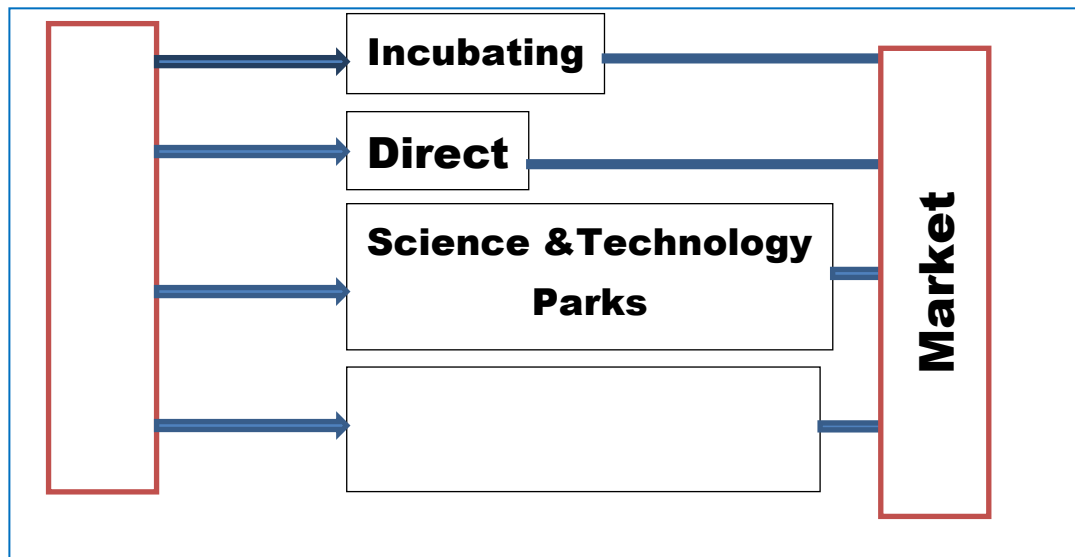 Incubating
Direct
Science &Technology
Parks
Market